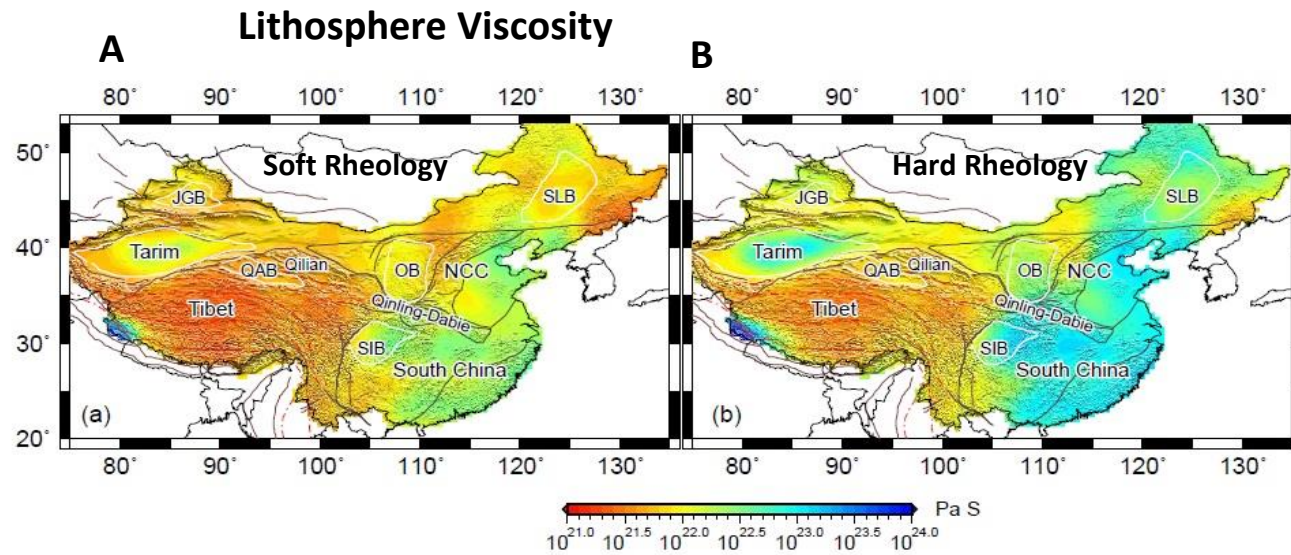 Lithosphere Viscosity
A
B
80° 90° 100° 110° 120° 130°
80° 90° 100° 110° 120° 130°
50°
40°
30°
20°
Soft Rheology
JGB
SLB
Tarim
QAB
Qilian
OB
NCC
Tibet
Qinling-Dabie
SIB
South China
(a)
Hard Rheology
JGB
SLB
Tarim
QAB
Qilian
OB
NCC
Tibet
Qinling-Dabie
SIB
South China
(b)
80° 90° 100° 110° 120° 130°
80° 90° 100° 110° 120° 130°
Pa S
10^21.0 10^21.5 10^22.0 10^22.5 10^23.0 10^23.5 10^24.0